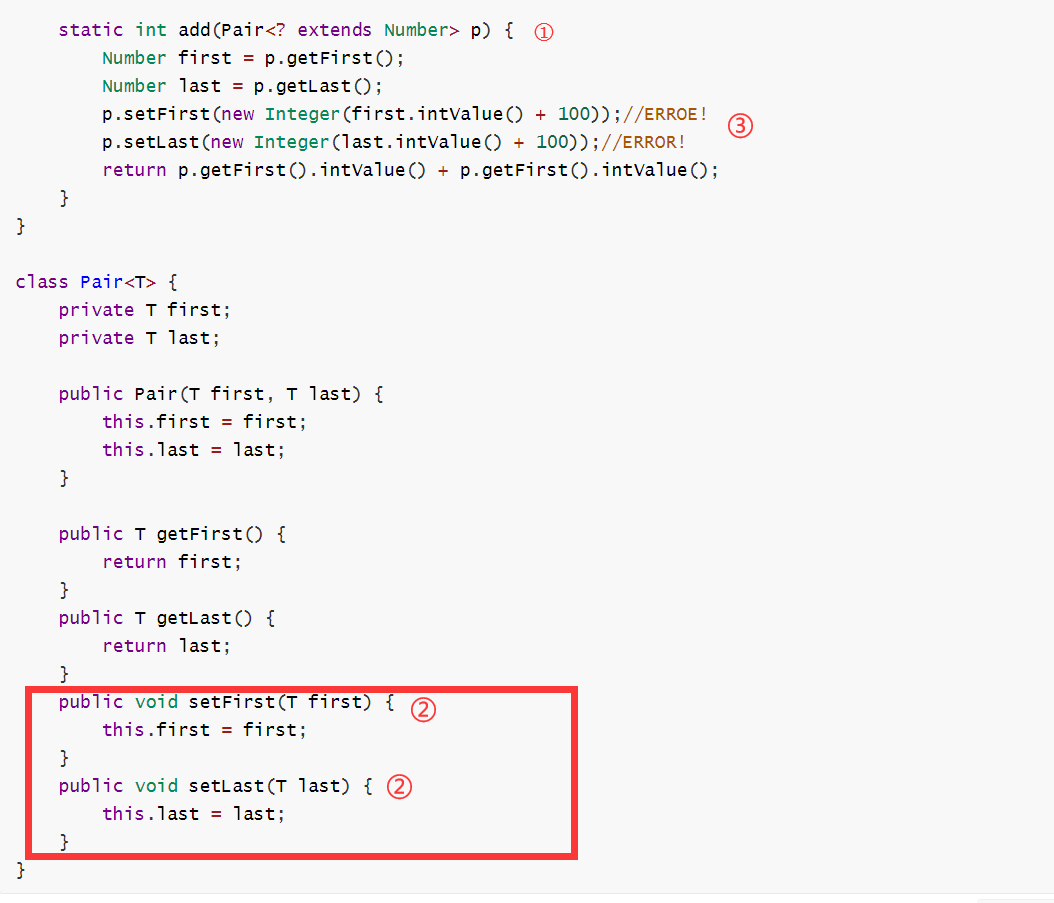 static int add(Pair<? extends Number> p) { ①
Number first = p.getFirst();
Number last = p.getLast();
p.setFirst(new Integer(first.intValue() + 100));//ERROE!
③
p.setLast(new Integer(last.intValue() + 100));//ERROR!
return p.getFirst().intValue() + p.getFirst().intValue();
}
}
class Pair<T> {
private T first;
private T last;
public Pair(T first, T last) {
this.first = first;
this.last = last;
}
public T getFirst() {
return first;
}
public T getLast() {
return last;
}
public void setFirst(T first) { ②
this.first = first;
}
public void setLast(T last) { ②
this.last = last;
}
}